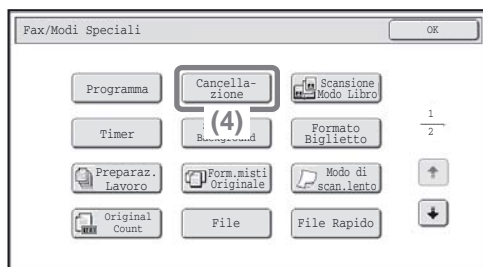 Fax/Modi Speciali
OK
Programma
Cancella-
zione
Scansione
Modo Libro
Timer
(4)
Background
Formato
Biglietto
1
2
Preparaz.
Lavoro
Form.misti
Originale
Modo di
scan.lento
Original
Count
File
File Rapido